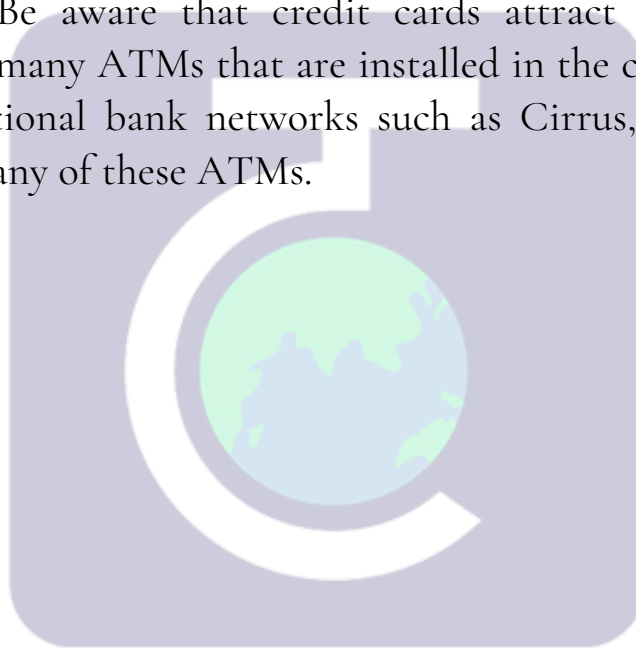 Be aware that credit cards attract
many ATMs that are installed in the
tional bank networks such as Cirrus,
any of these ATMs.